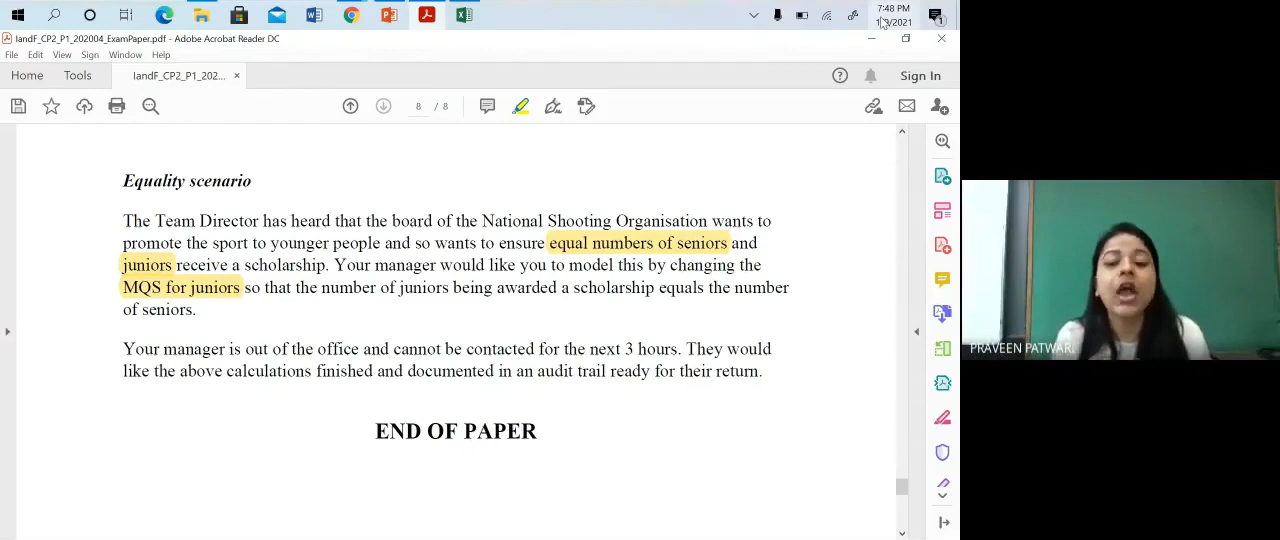 7:48 PM
1/3/2021
1
IandF_CP2_P1_202004_ExamPaper.pdf - Adobe Acrobat Reader DC
File Edit View Sign Window Help
Home Tools IandF_CP2_P1_202... × Sign In
8 / 8
Equality scenario
The Team Director has heard that the board of the National Shooting Organisation wants to
promote the sport to younger people and so wants to ensure equal numbers of seniors and
juniors receive a scholarship. Your manager would like you to model this by changing the
MQS for juniors so that the number of juniors being awarded a scholarship equals the number
of seniors.
Your manager is out of the office and cannot be contacted for the next 3 hours. They would
like the above calculations finished and documented in an audit trail ready for their return.
END OF PAPER
PRAVEEN PATWARI